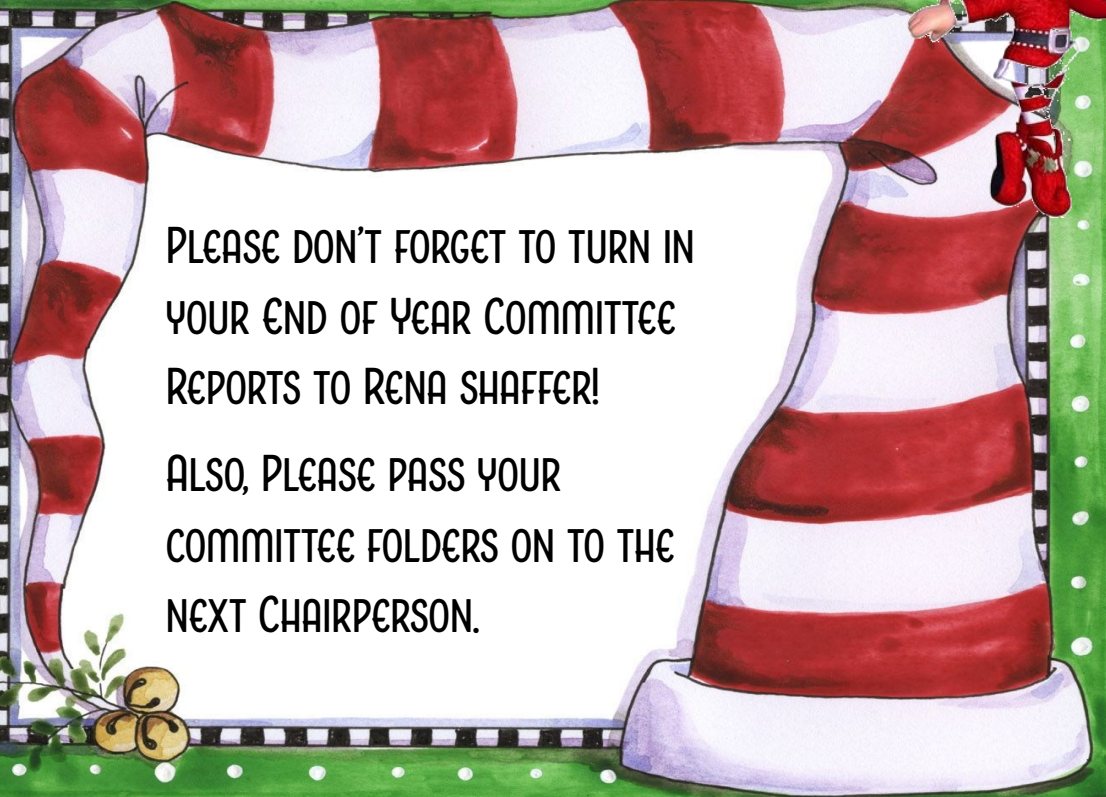 Please don't forget to turn in
your End of Year Committee
Reports to Rena shaffer!
Also, Please pass your
committee folders on to the
next Chairperson.